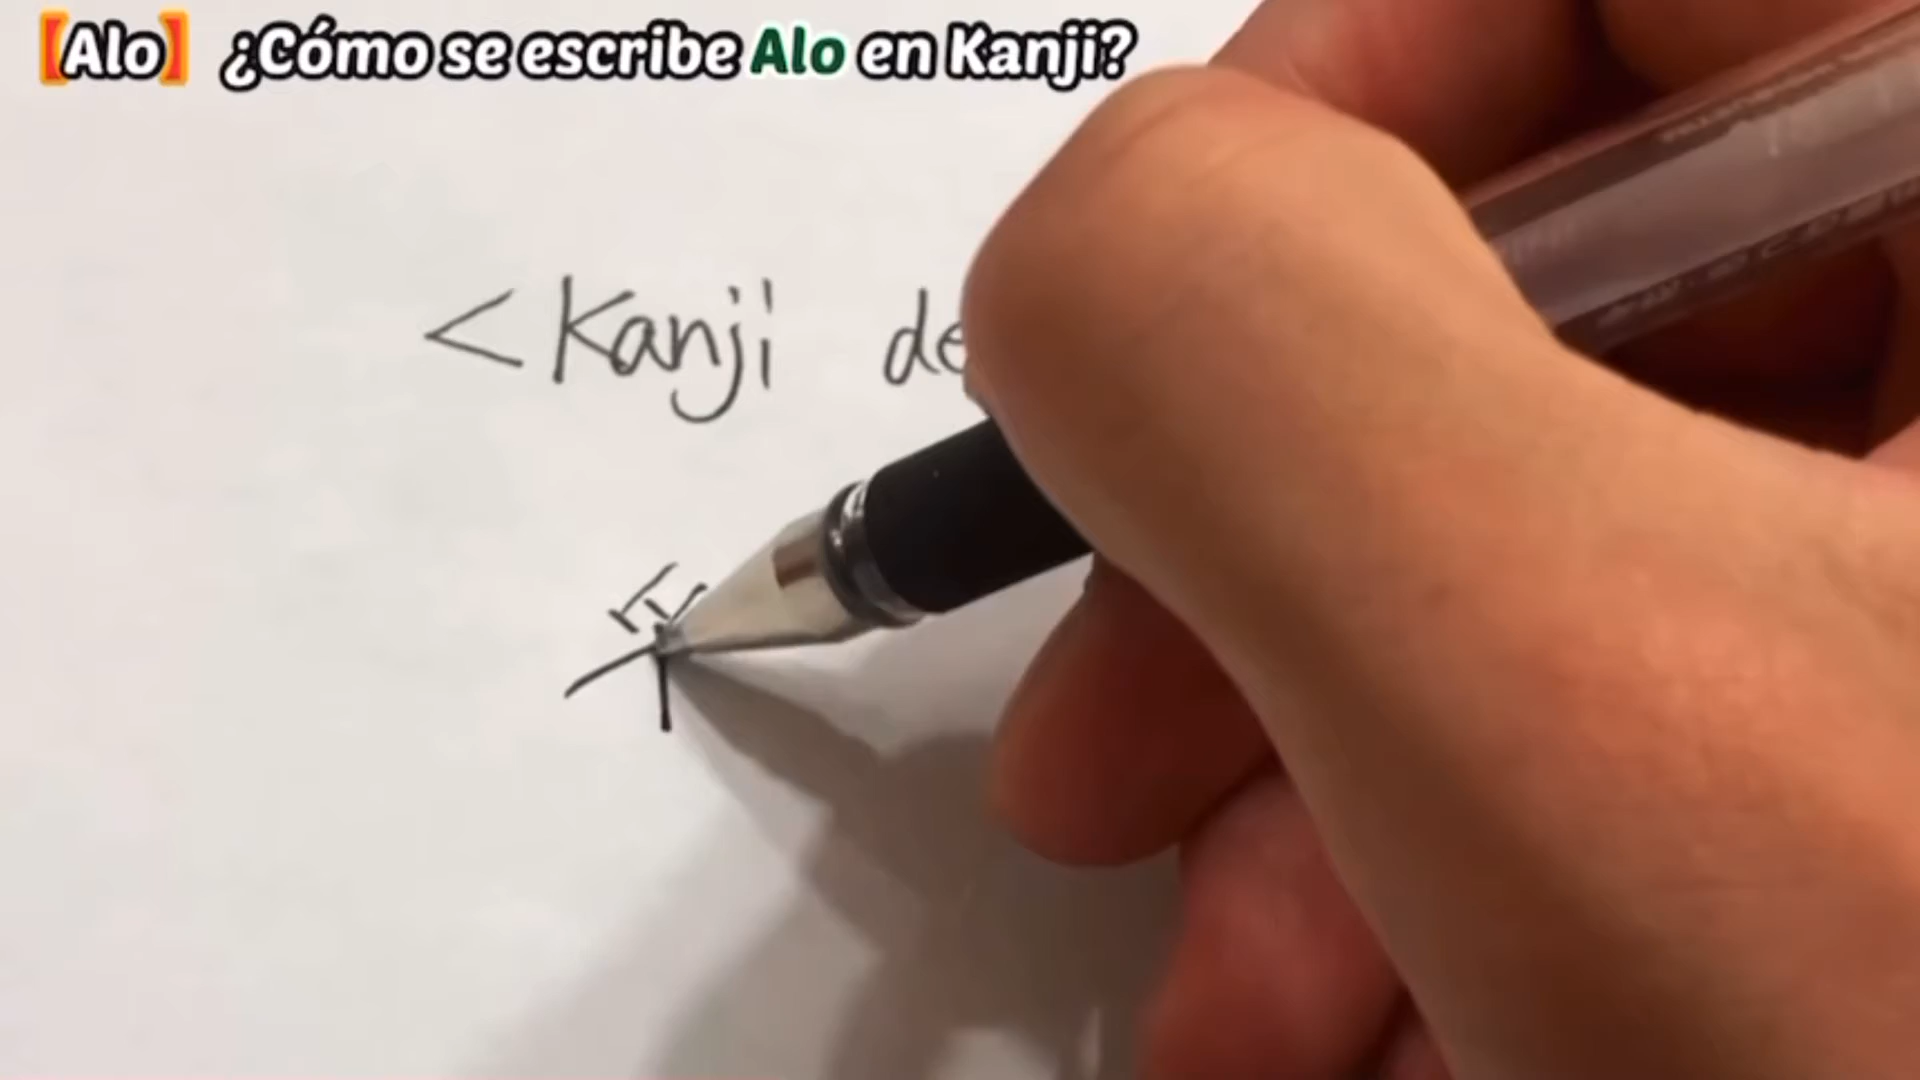 【Alo】 ¿Cómo se escribe Alo en Kanji?
<Kanji de